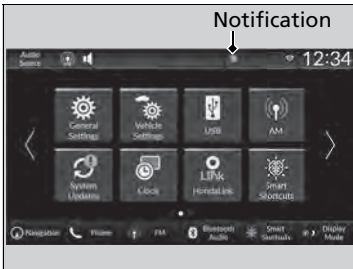 Notification
Audio Source
12:34
General Settings
Vehicle Settings
USB
AM
System Updates
Clock
Link
HondaLink
Smart Shortcuts
Navigation
Phone
FM
Bluetooth Audio
Smart Shortcuts
Display Mode